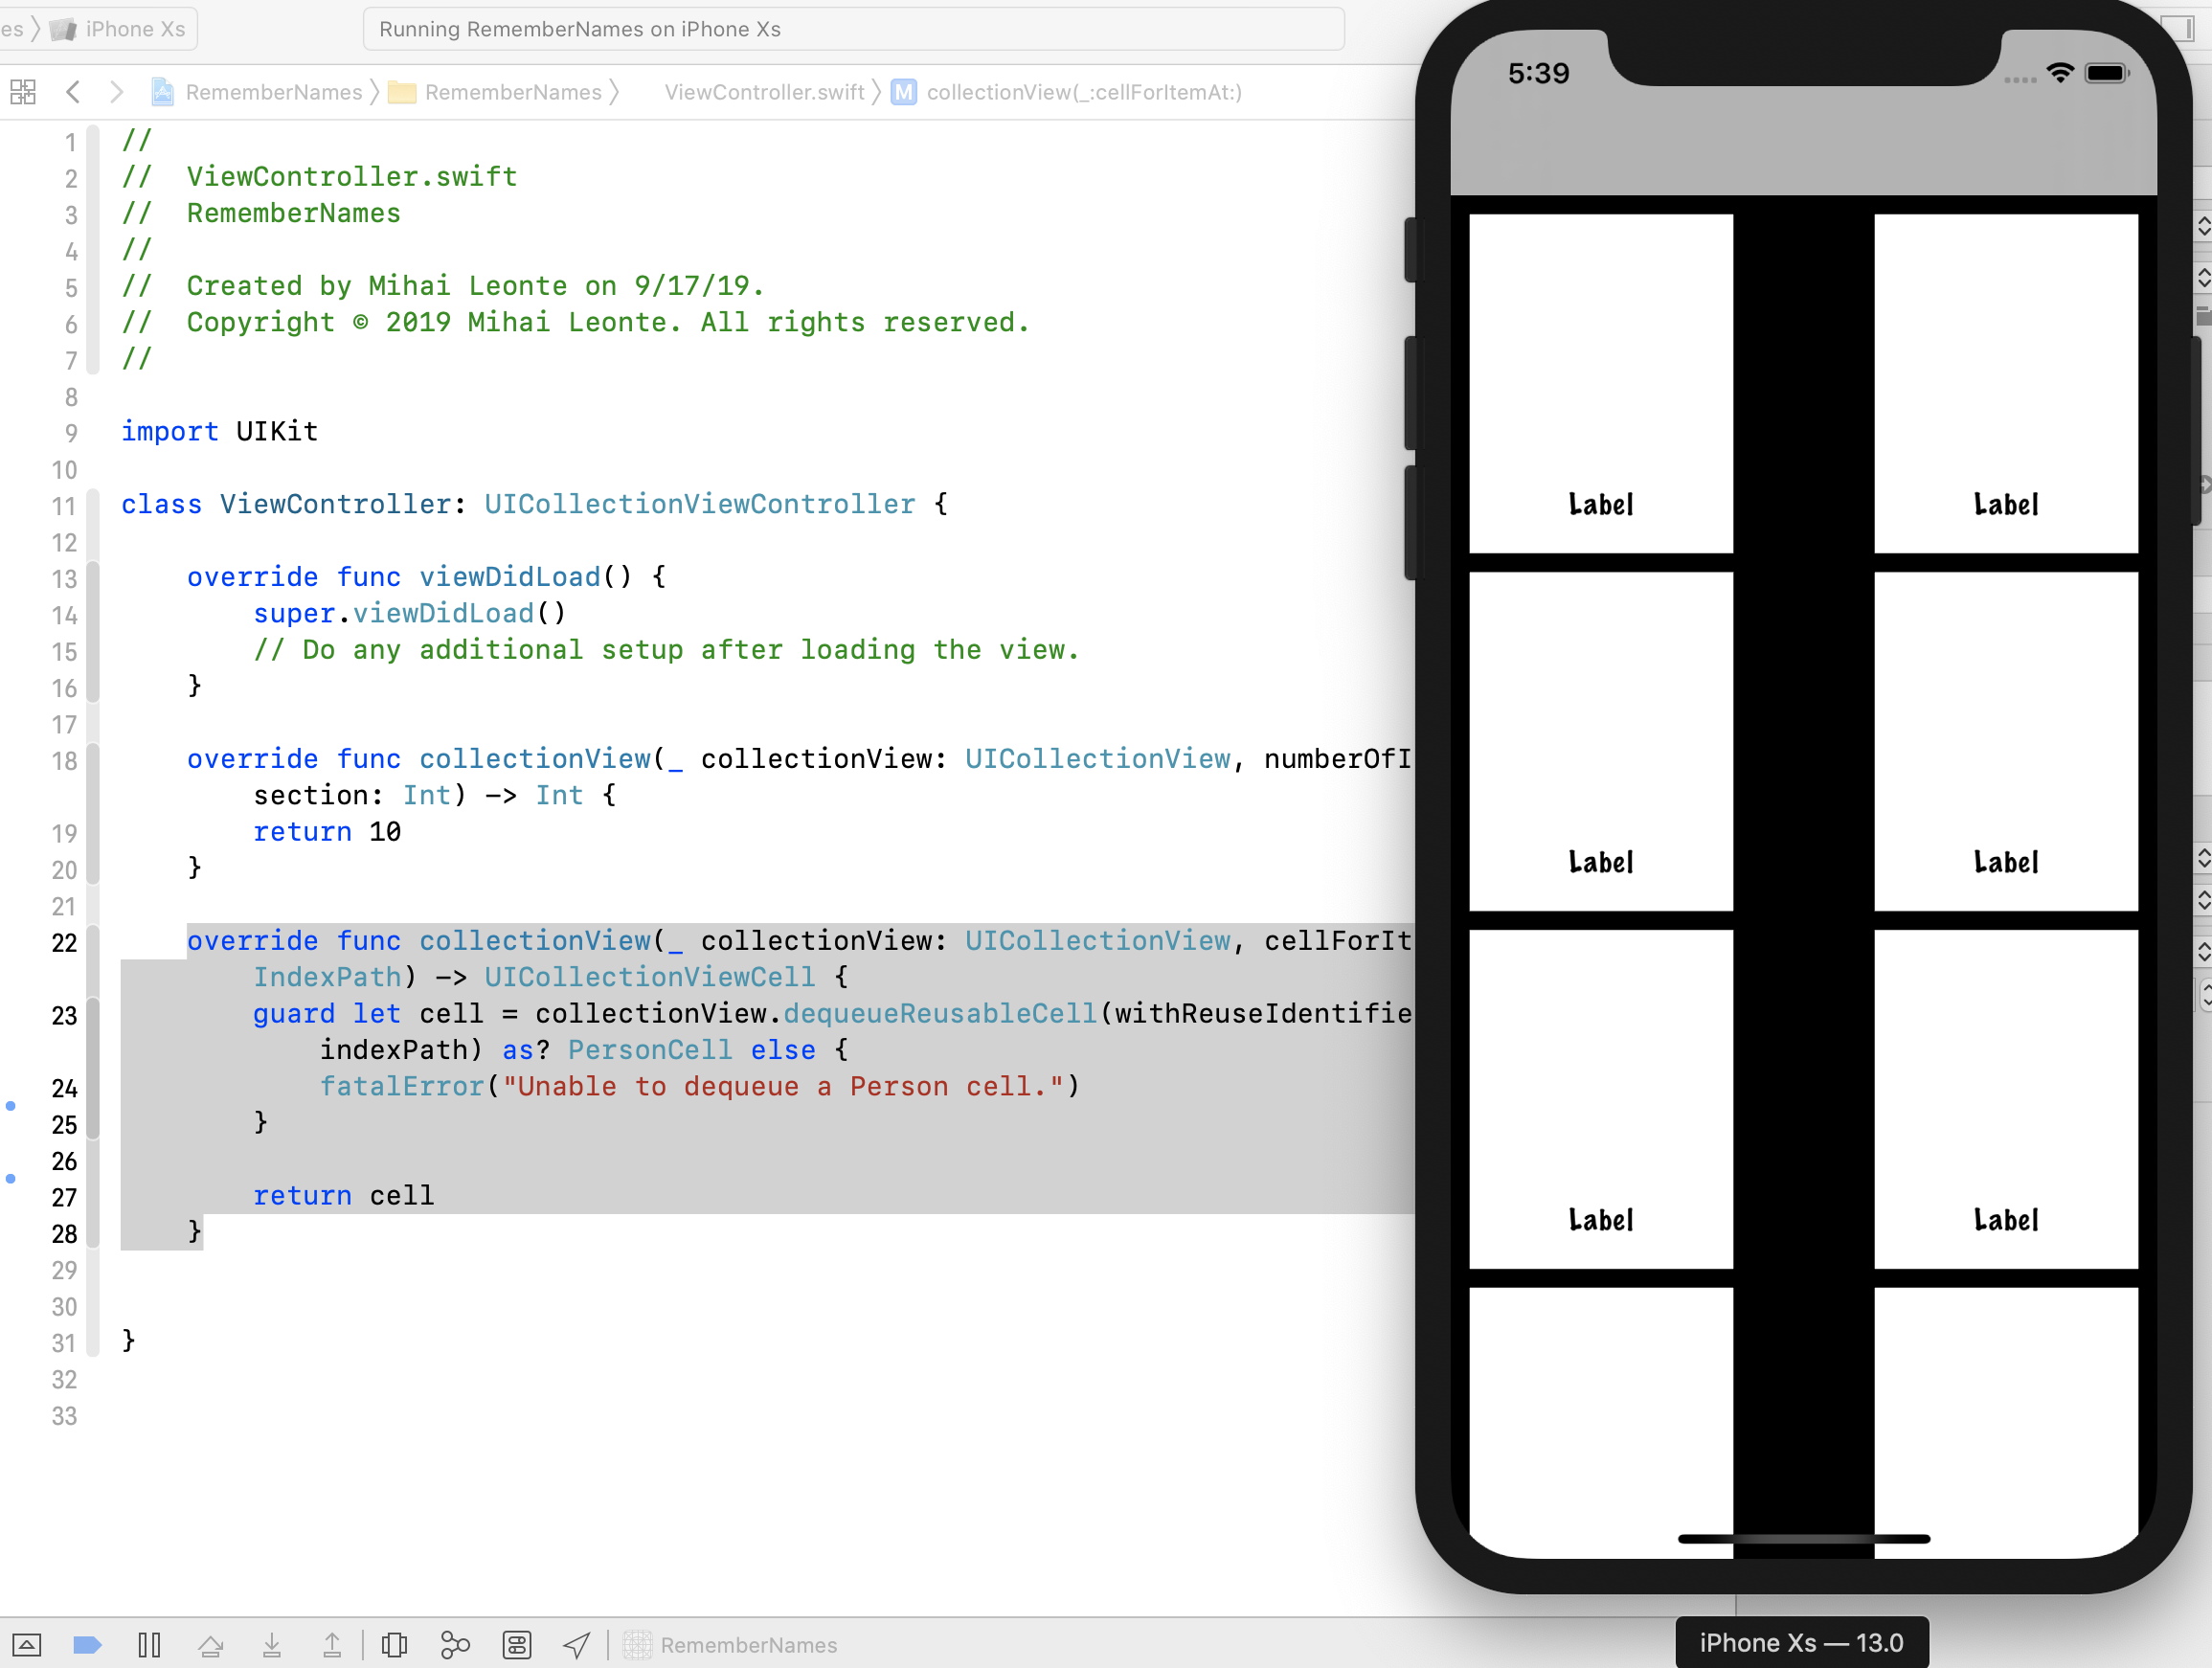 es iPhone Xs
Running RememberNames on iPhone Xs
RememberNames RememberNames ViewController.swift M collectionView(_:cellForItemAt:)
1 //
2 //  ViewController.swift
3 //  RememberNames
4 //
5 //  Created by Mihai Leonte on 9/17/19.
6 //  Copyright © 2019 Mihai Leonte. All rights reserved.
7 //
8
9 import UIKit
10
11 class ViewController: UICollectionViewController {
12
13     override func viewDidLoad() {
14         super.viewDidLoad()
15         // Do any additional setup after loading the view.
16     }
17
18     override func collectionView(_ collectionView: UICollectionView, numberOfI
section: Int) -> Int {
19         return 10
20     }
21
22     override func collectionView(_ collectionView: UICollectionView, cellForIt
IndexPath) -> UICollectionViewCell {
23         guard let cell = collectionView.dequeueReusableCell(withReuseIdentifie
indexPath) as? PersonCell else {
24             fatalError("Unable to dequeue a Person cell.")
25         }
26
27         return cell
28     }
29
30
31 }
32
33
RememberNames
5:39
Label Label
Label Label
Label Label
iPhone Xs — 13.0